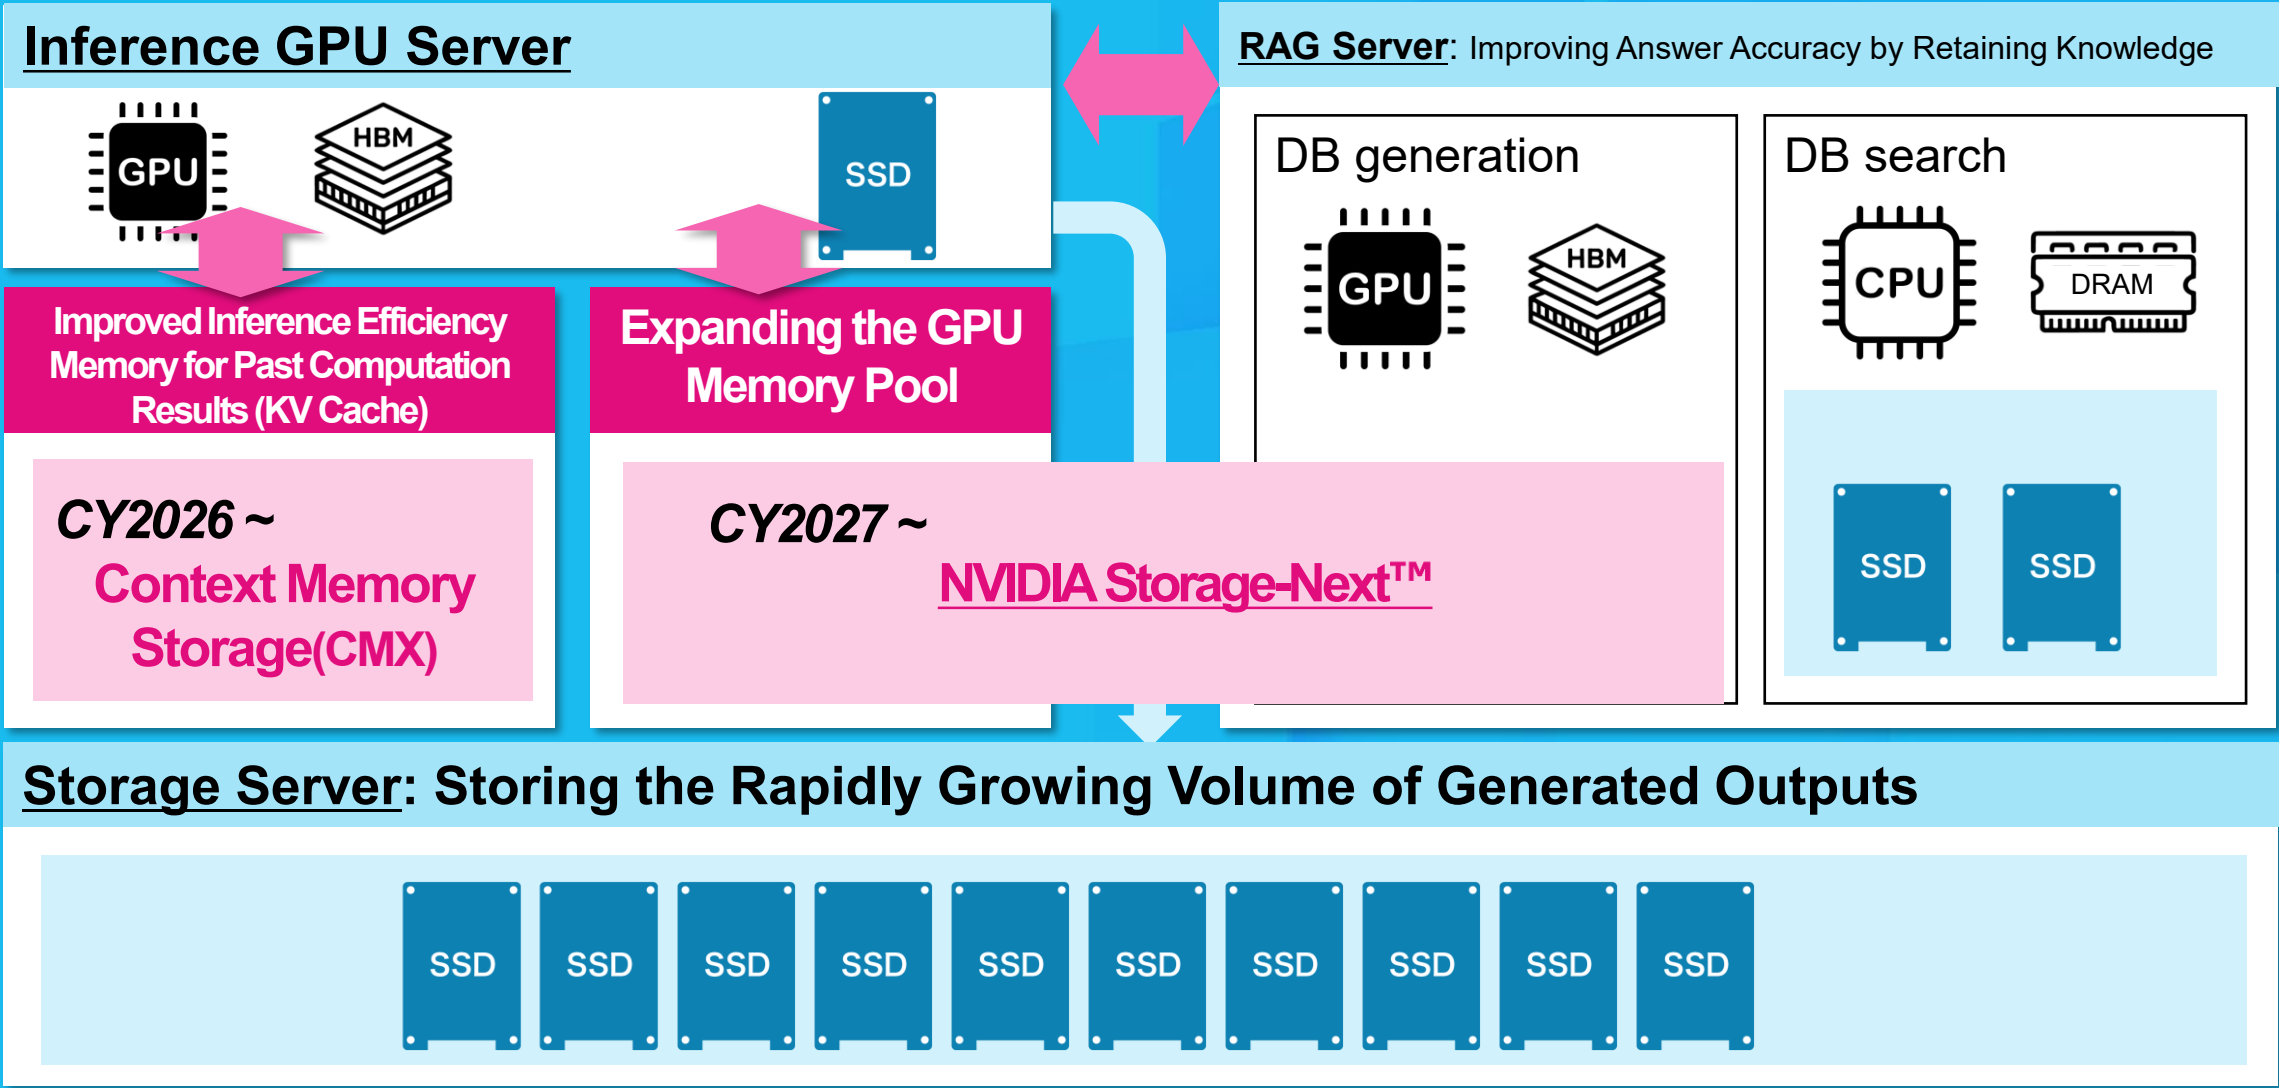 Inference GPU Server
GPU
HBM
SSD
Improved Inference Efficiency
Memory for Past Computation
Results (KV Cache)
CY2026 ~
Context Memory
Storage(CMX)
Expanding the GPU
Memory Pool
CY2027 ~
NVIDIA Storage-Next™
RAG Server: Improving Answer Accuracy by Retaining Knowledge
DB generation
GPU
HBM
DB search
CPU
DRAM
SSD
SSD
Storage Server: Storing the Rapidly Growing Volume of Generated Outputs
SSD
SSD
SSD
SSD
SSD
SSD
SSD
SSD
SSD
SSD